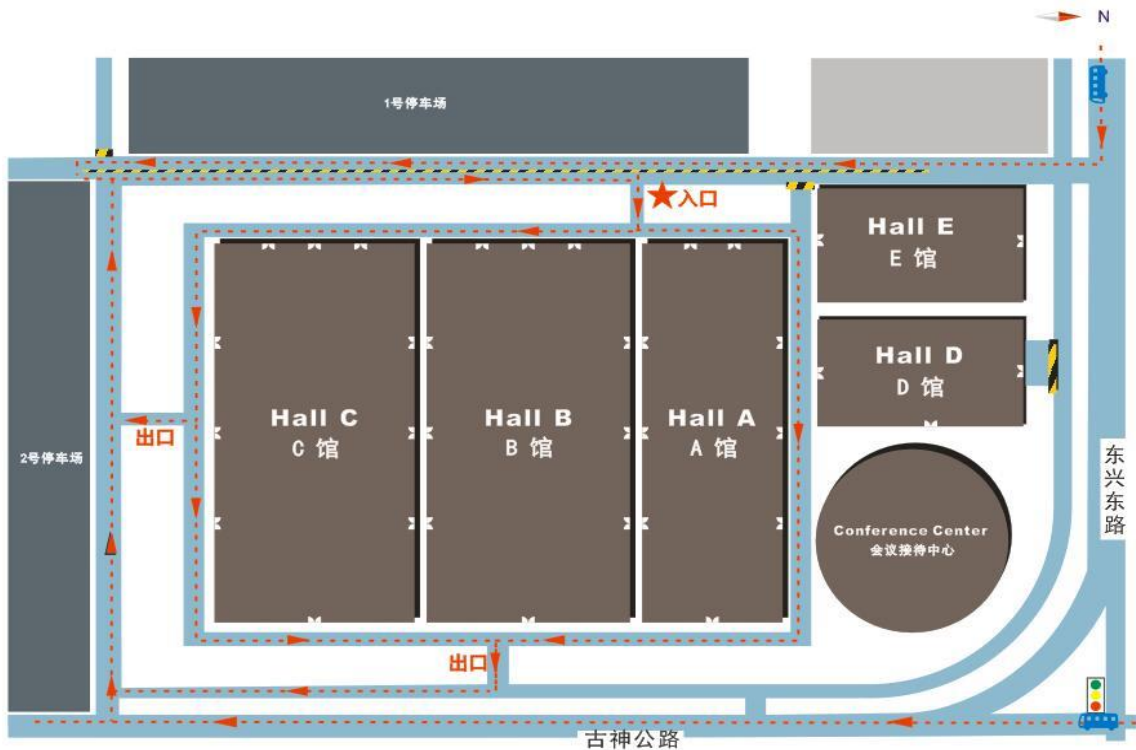 N
1号停车场
入口
Hall E
E 馆
Hall D
D 馆
Hall C
C 馆
Hall B
B 馆
Hall A
A 馆
出口
2号停车场
东兴东路
Conference Center
会议接待中心
出口
古神公路